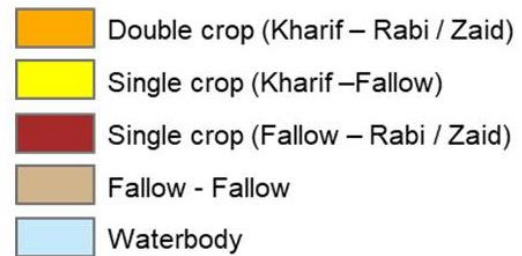 Double crop (Kharif – Rabi / Zaid)
Single crop (Kharif –Fallow)
Single crop (Fallow – Rabi / Zaid)
Fallow - Fallow
Waterbody